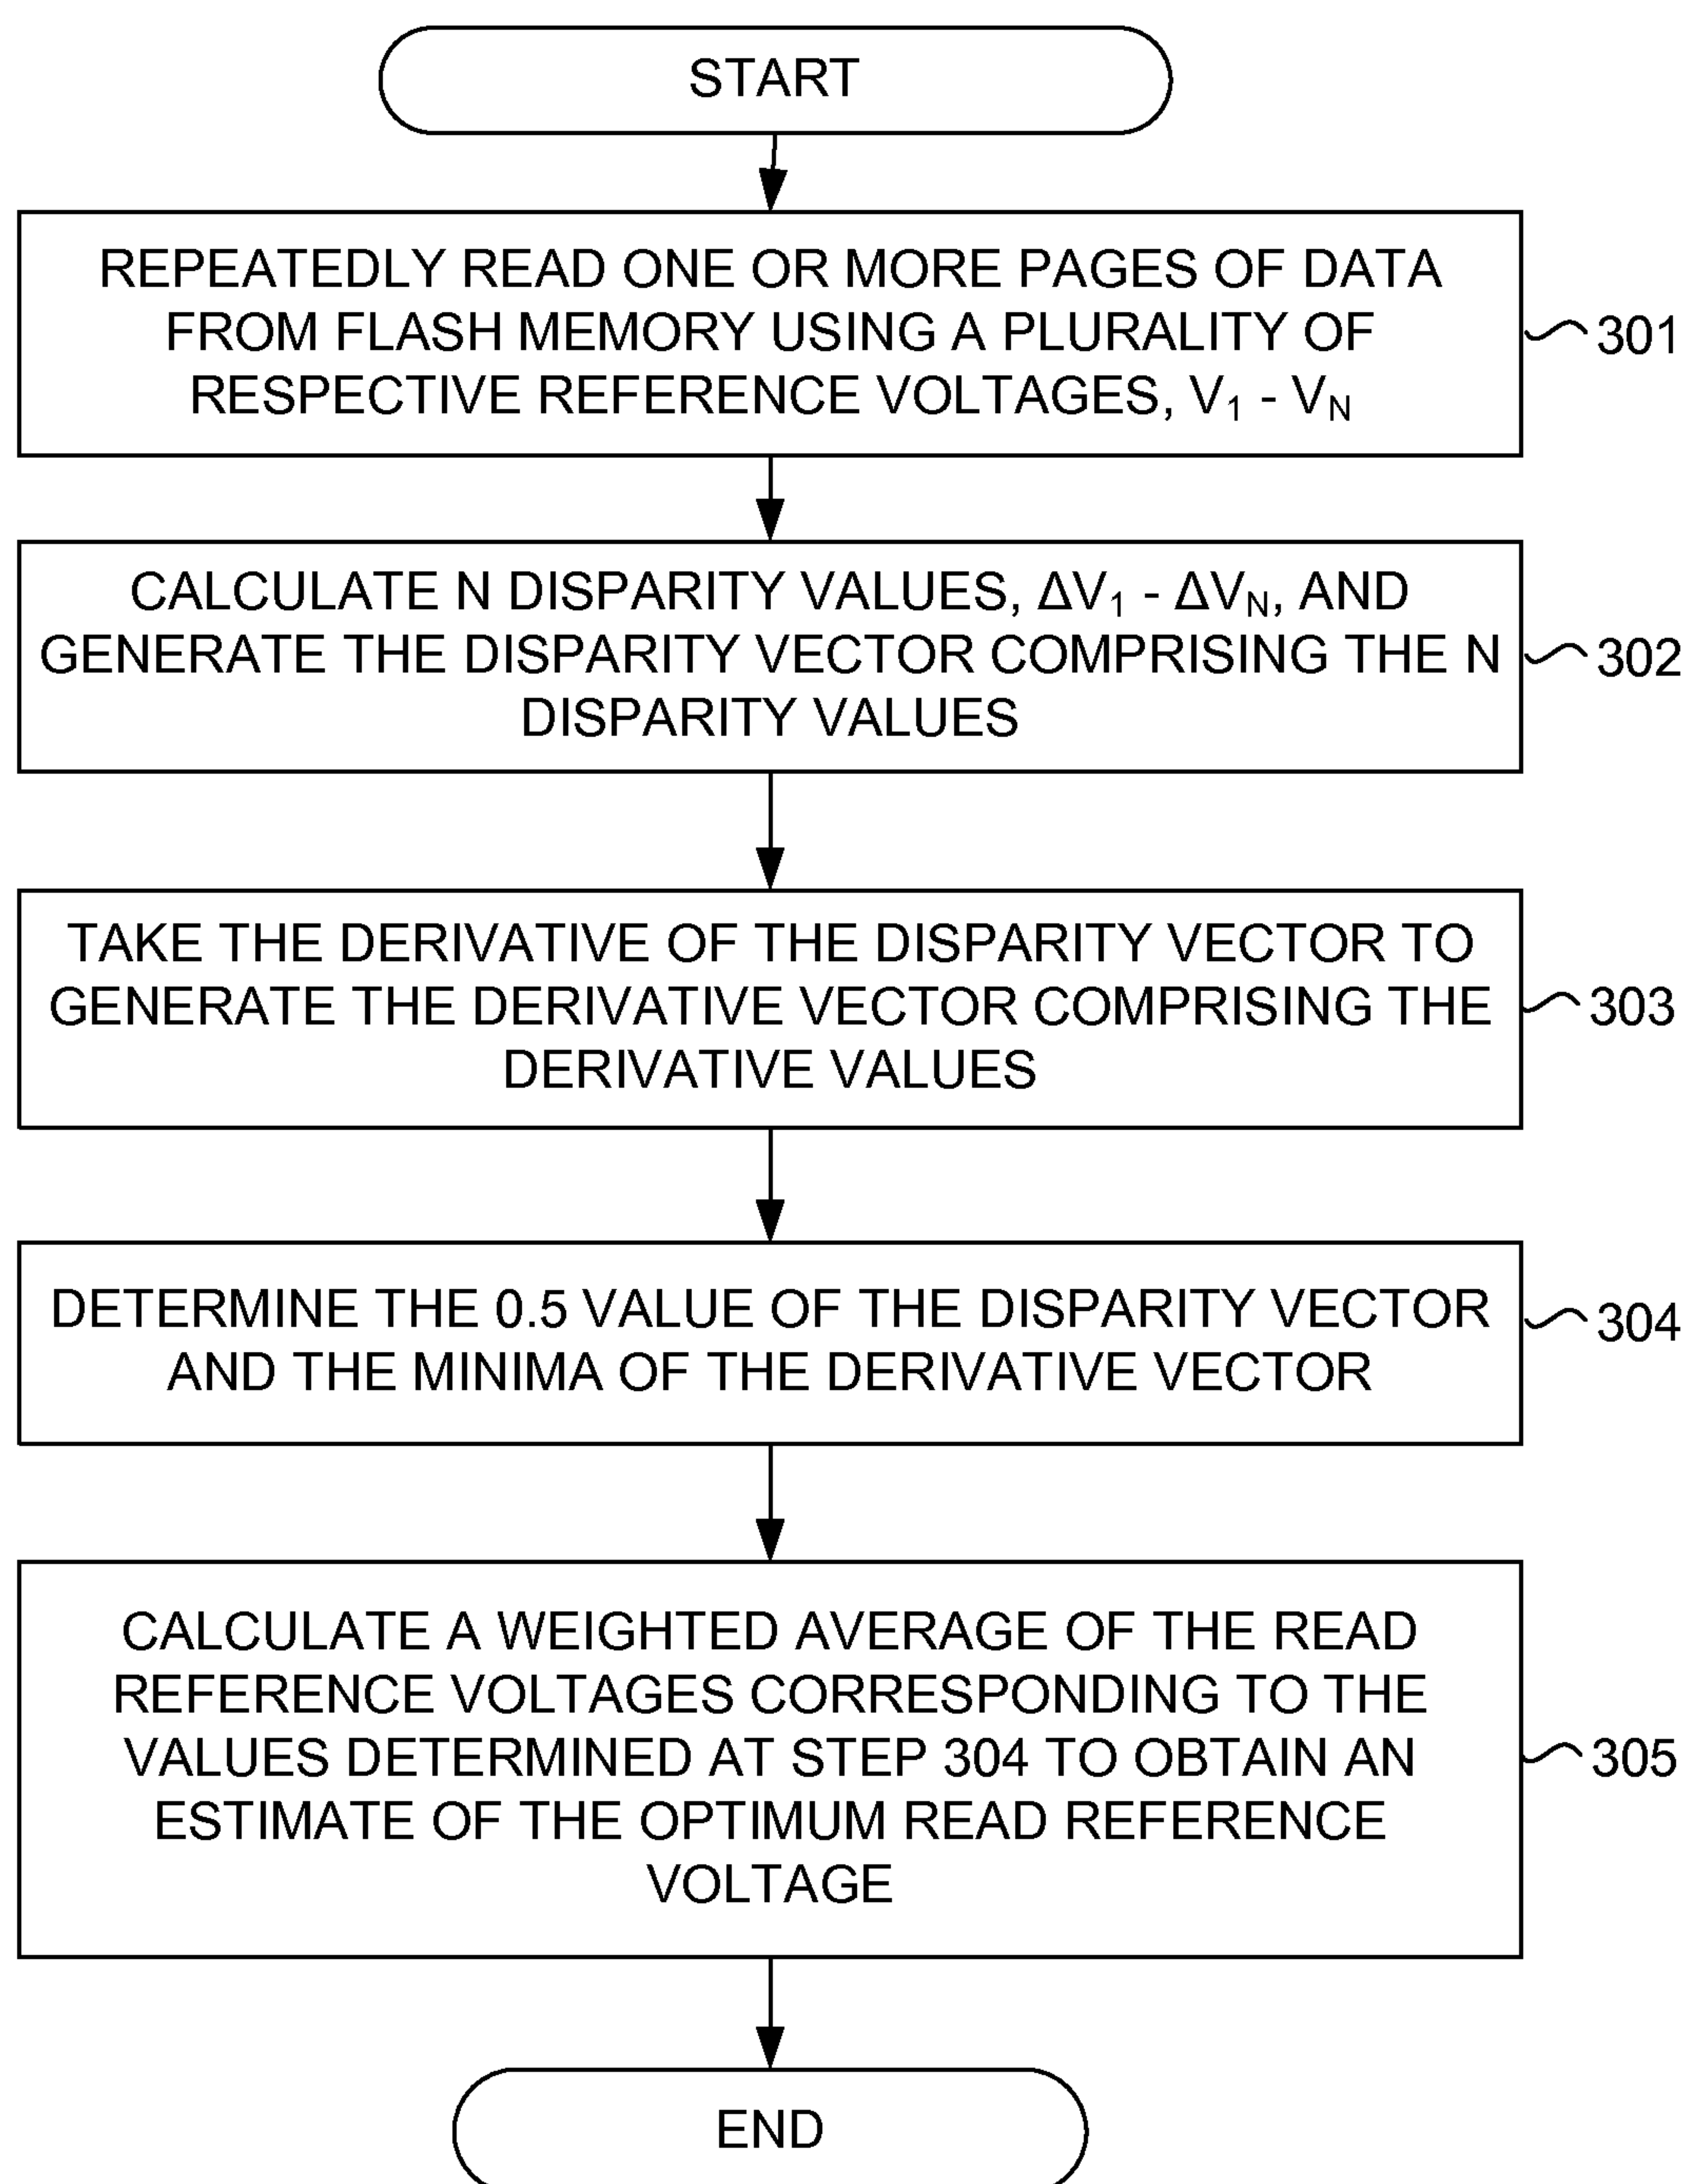 START
REPEATEDLY READ ONE OR MORE PAGES OF DATA
FROM FLASH MEMORY USING A PLURALITY OF
RESPECTIVE REFERENCE VOLTAGES, V₁ - V_N
301
CALCULATE N DISPARITY VALUES, ΔV₁ - ΔV_N, AND
GENERATE THE DISPARITY VECTOR COMPRISING THE N
DISPARITY VALUES
302
TAKE THE DERIVATIVE OF THE DISPARITY VECTOR TO
GENERATE THE DERIVATIVE VECTOR COMPRISING THE
DERIVATIVE VALUES
303
DETERMINE THE 0.5 VALUE OF THE DISPARITY VECTOR
AND THE MINIMA OF THE DERIVATIVE VECTOR
304
CALCULATE A WEIGHTED AVERAGE OF THE READ
REFERENCE VOLTAGES CORRESPONDING TO THE
VALUES DETERMINED AT STEP 304 TO OBTAIN AN
ESTIMATE OF THE OPTIMUM READ REFERENCE
VOLTAGE
305
END